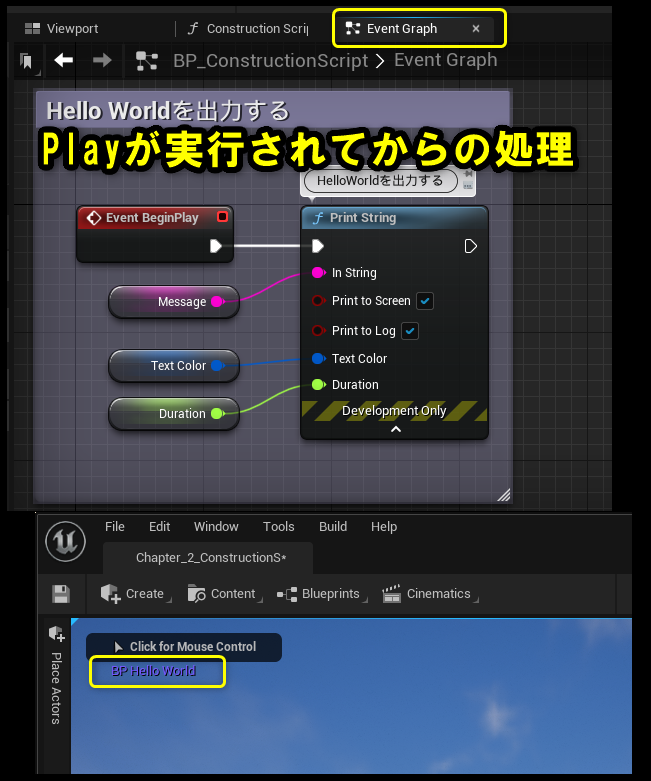 Viewport
Construction Scrip
Event Graph
BP_ConstructionScript > Event Graph
Hello Worldを出力する
Playが実行されてからの処理
HelloWorldを出力する
Event BeginPlay
Print String
In String
Message
Print to Screen
Print to Log
Text Color
Text Color
Duration
Duration
Development Only
File Edit Window Tools Build Help
Chapter_2_ConstructionS*
Create Content Blueprints Cinematics
Place Actors
Click for Mouse Control
BP Hello World